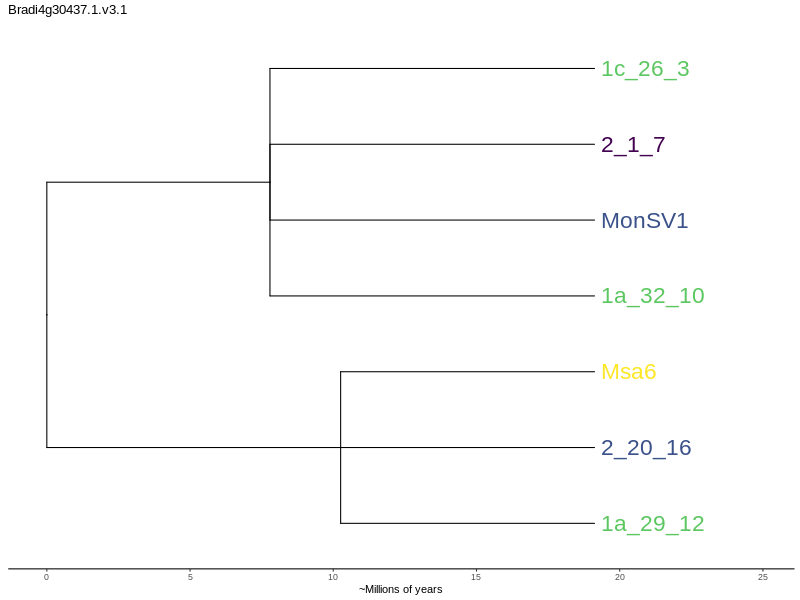 Bradi4g30437.1.v3.1
1c_26_3
2_1_7
MonSV1
1a_32_10
Msa6
2_20_16
1a_29_12
0 5 10 15 20 25
~Millions of years